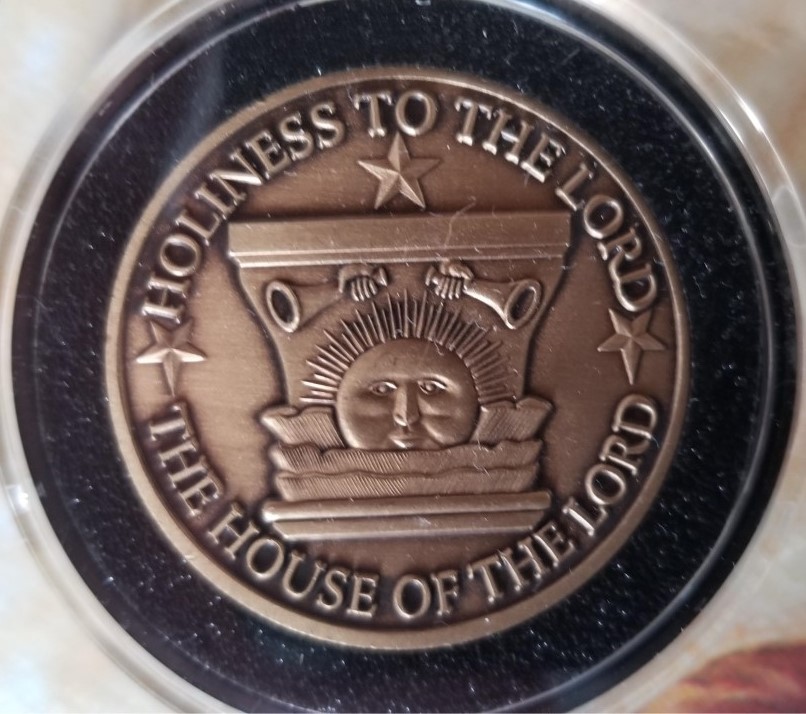 HOLINESS TO THE LORD
THE HOUSE OF THE LORD